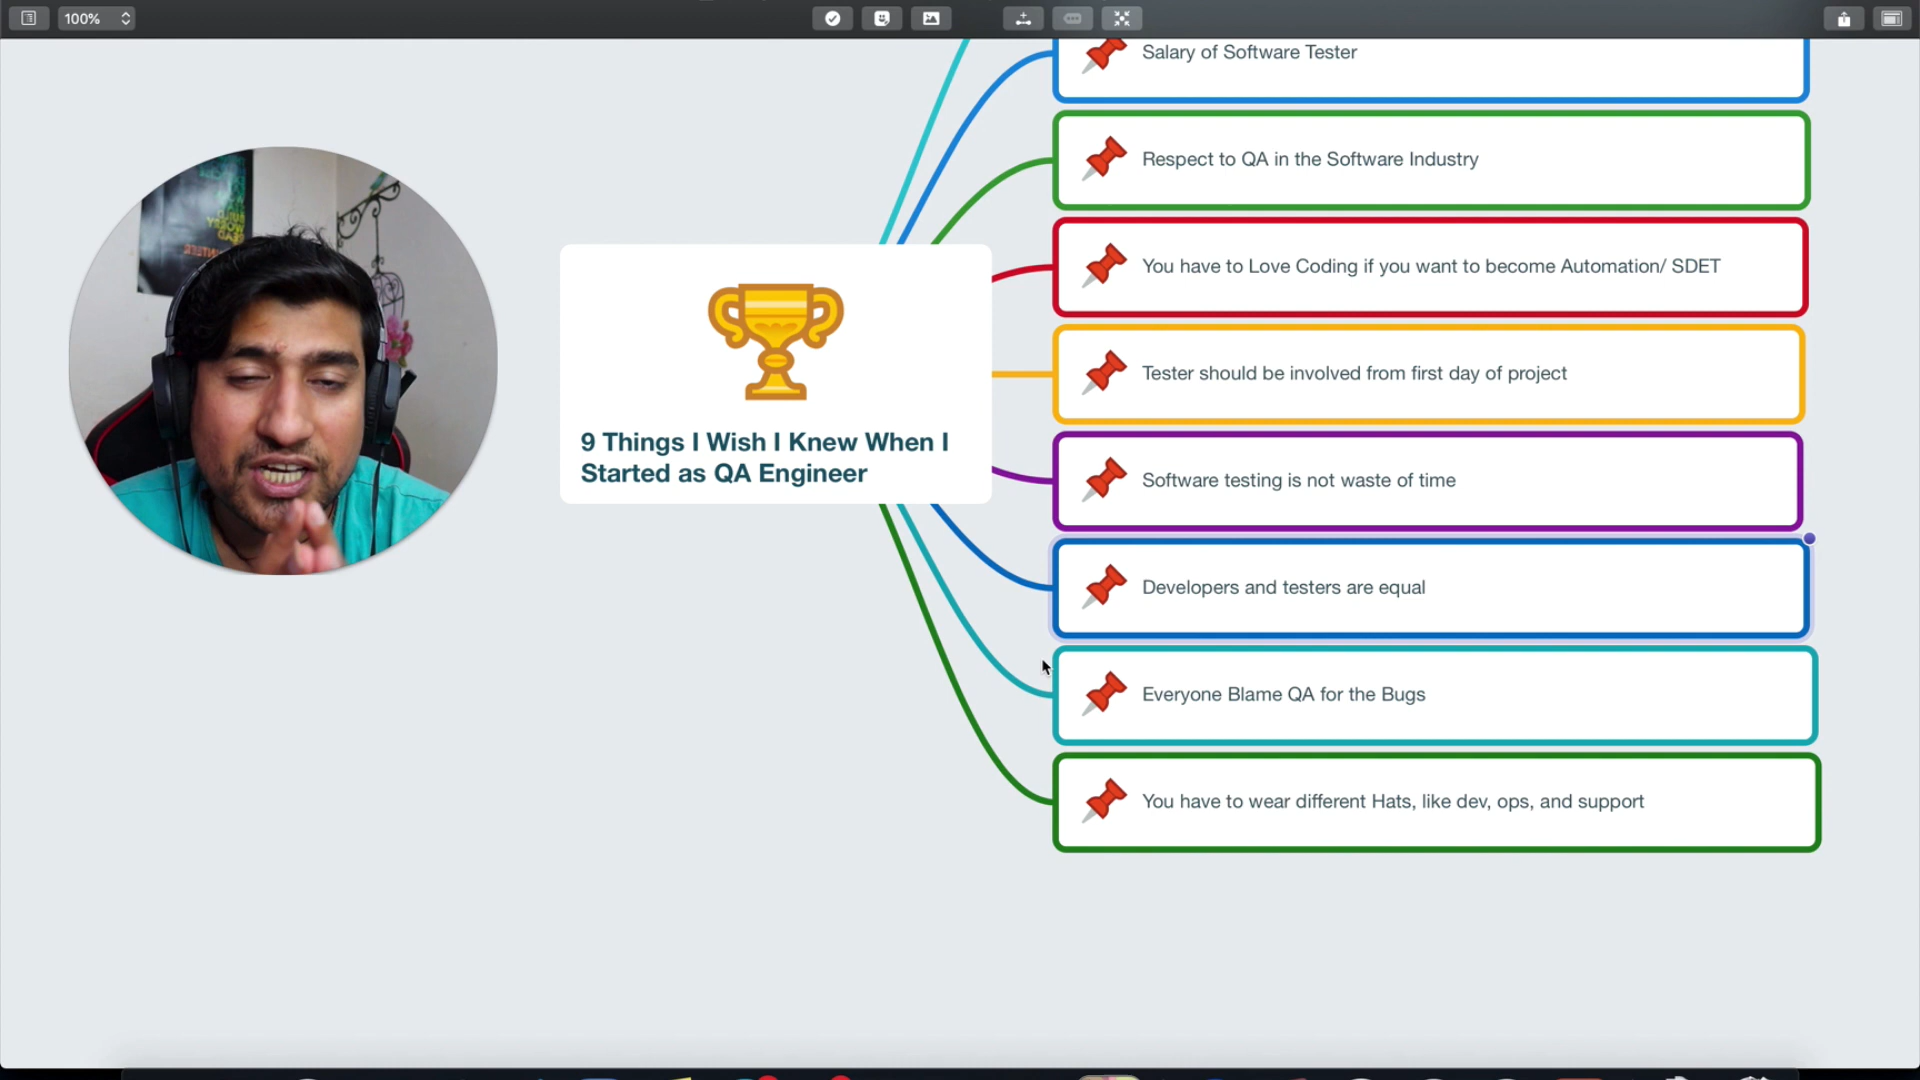 100%
Salary of Software Tester
Respect to QA in the Software Industry
You have to Love Coding if you want to become Automation/ SDET
Tester should be involved from first day of project
9 Things I Wish I Knew When I
Started as QA Engineer
Software testing is not waste of time
Developers and testers are equal
Everyone Blame QA for the Bugs
You have to wear different Hats, like dev, ops, and support